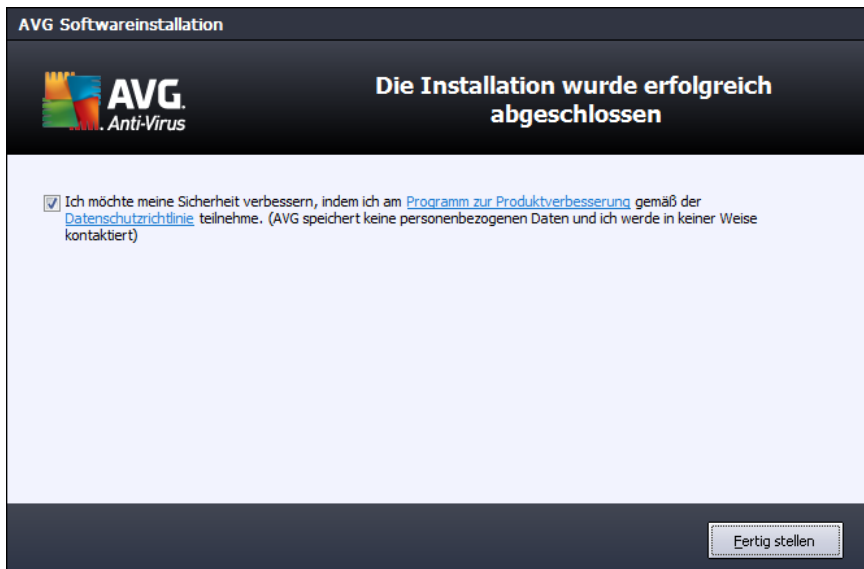 AVG Softwareinstallation
AVG.
Anti-Virus
Die Installation wurde erfolgreich
abgeschlossen
Ich möchte meine Sicherheit verbessern, indem ich am Programm zur Produktverbesserung gemäß der
Datenschutzrichtlinie teilnehme. (AVG speichert keine personenbezogenen Daten und ich werde in keiner Weise
kontaktiert)
Fertig stellen